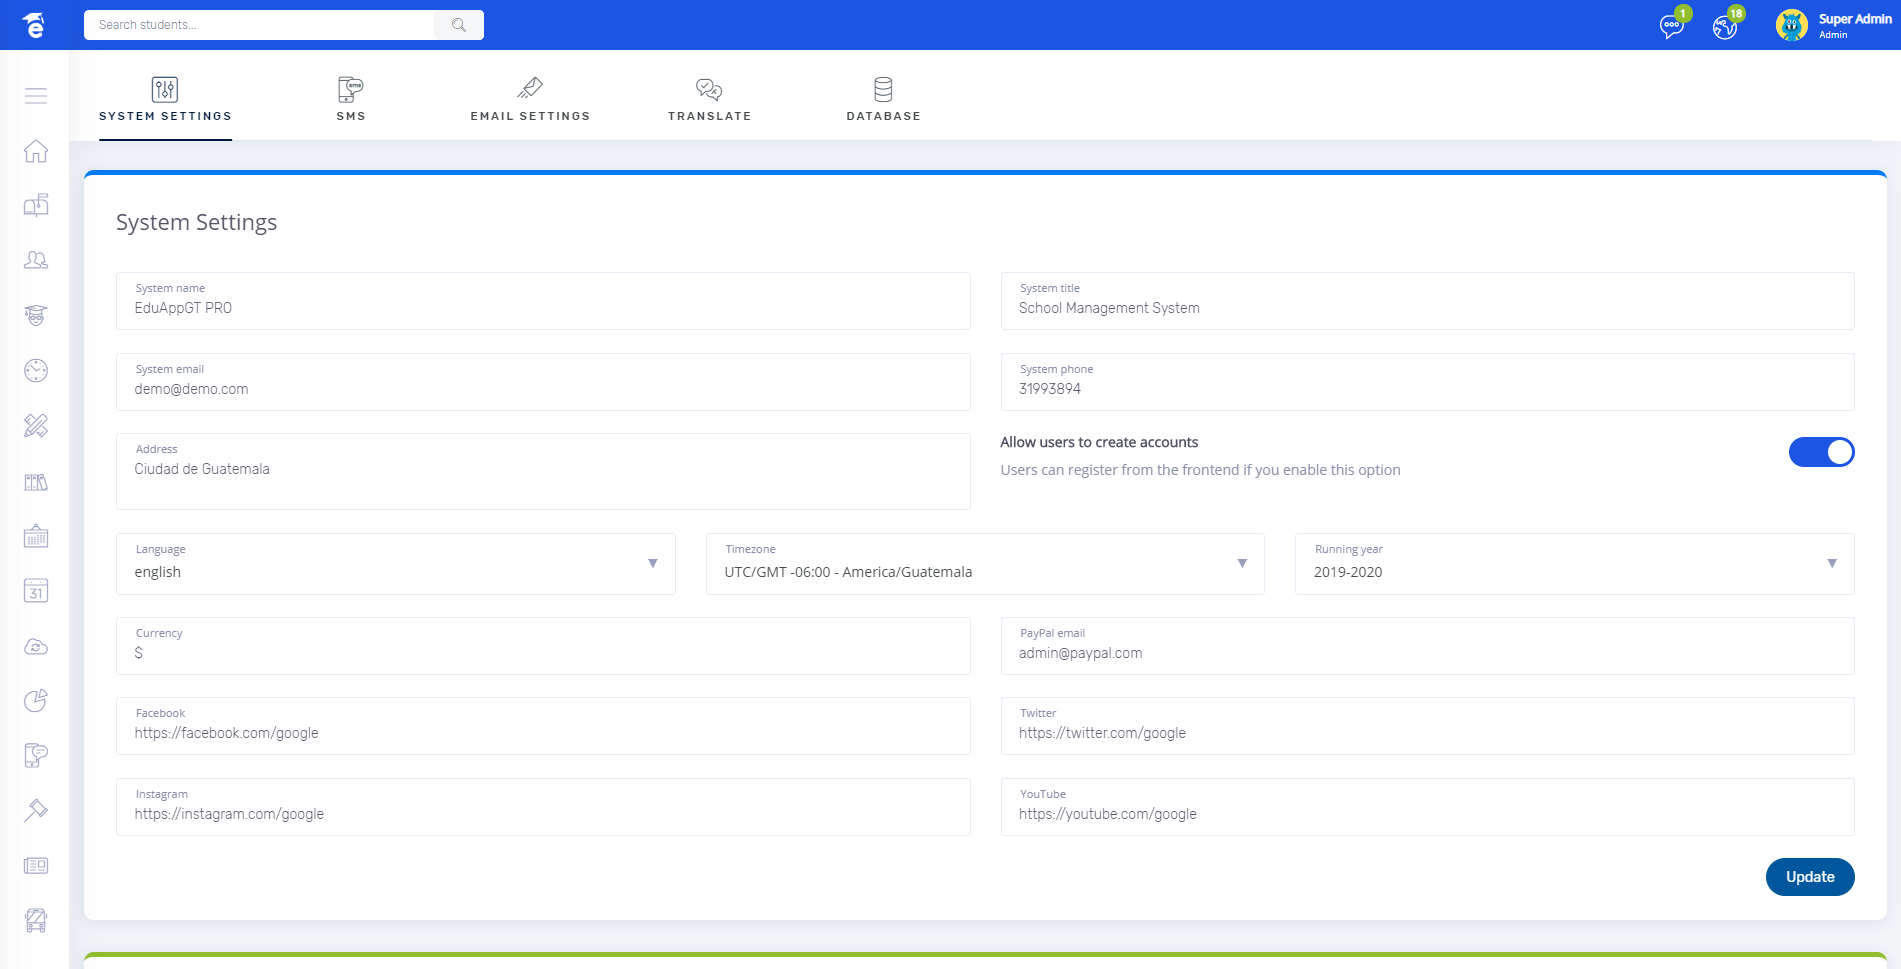 Search students...
1
18
Super Admin
Admin
SYSTEM SETTINGS
SMS
EMAIL SETTINGS
TRANSLATE
DATABASE
System Settings
System name
EduAppGT PRO
System title
School Management System
System email
demo@demo.com
System phone
31993894
Address
Ciudad de Guatemala
Allow users to create accounts
Users can register from the frontend if you enable this option
Language
english
Timezone
UTC/GMT -06:00 - America/Guatemala
Running year
2019-2020
Currency
$
PayPal email
admin@paypal.com
Facebook
https://facebook.com/google
Twitter
https://twitter.com/google
Instagram
https://instagram.com/google
YouTube
https://youtube.com/google
31
Update